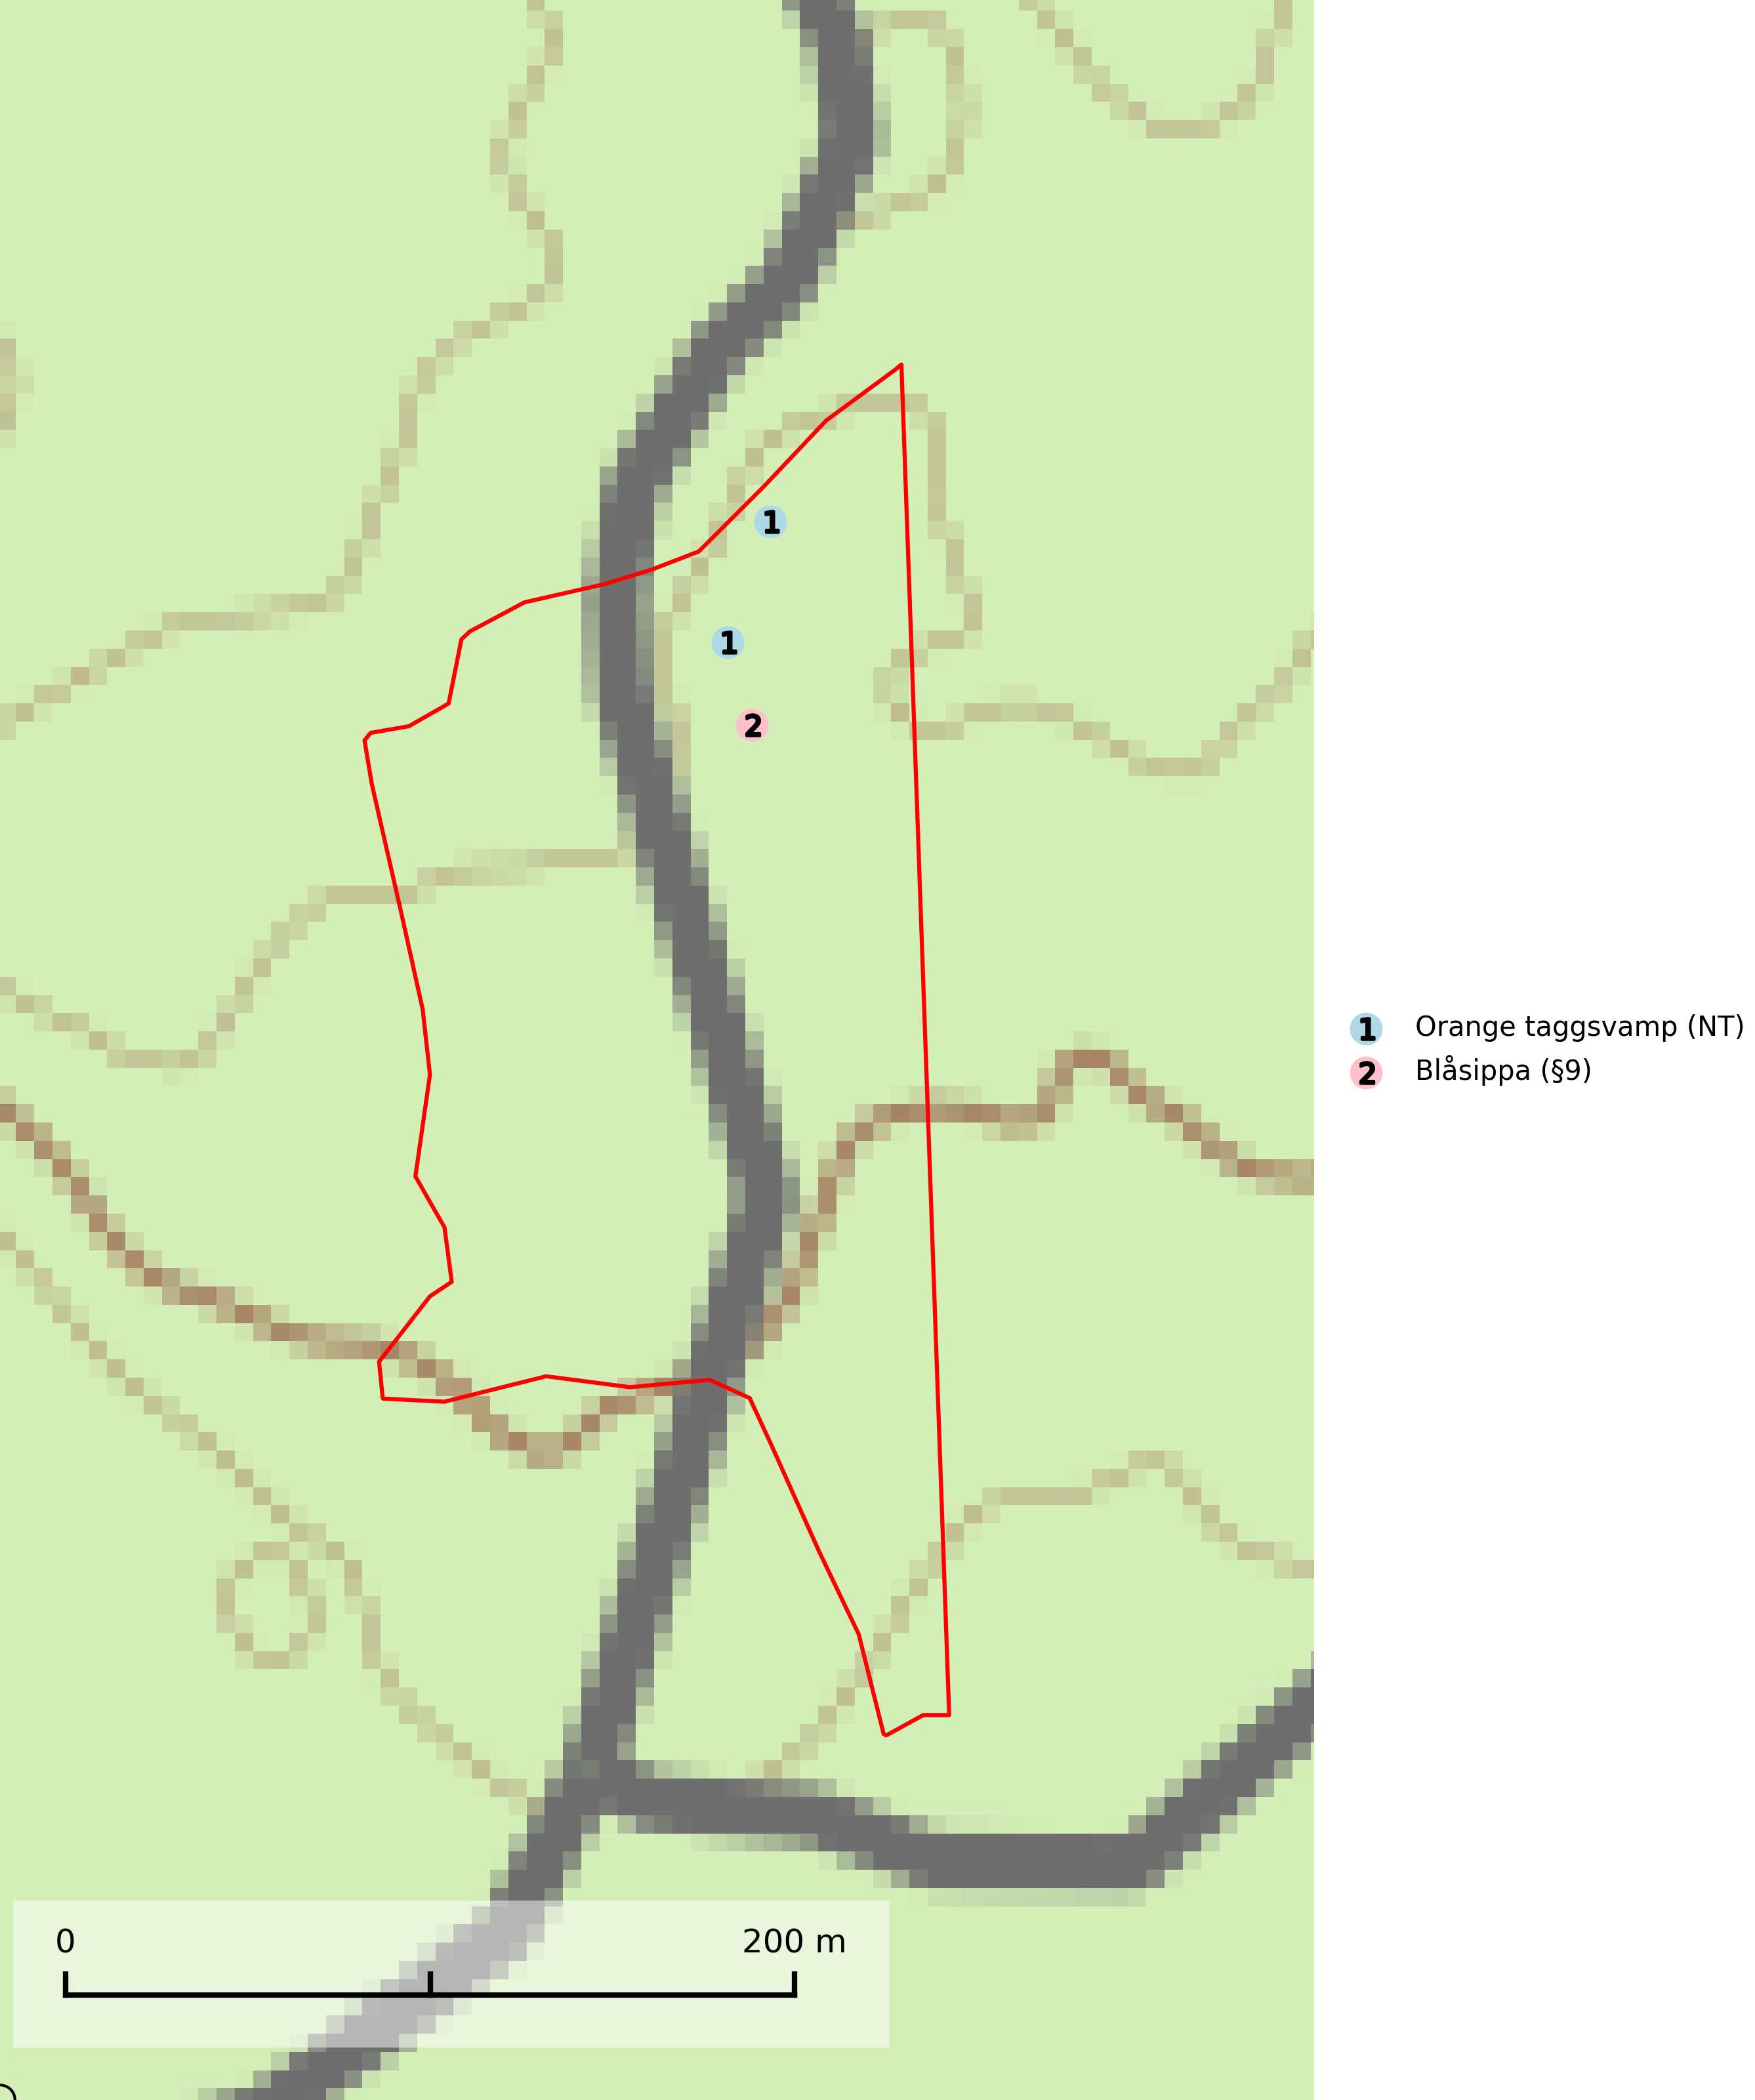 1
1
2
1 Orange taggsvamp (NT)
2 Blåsippa (§9)
0 200 m